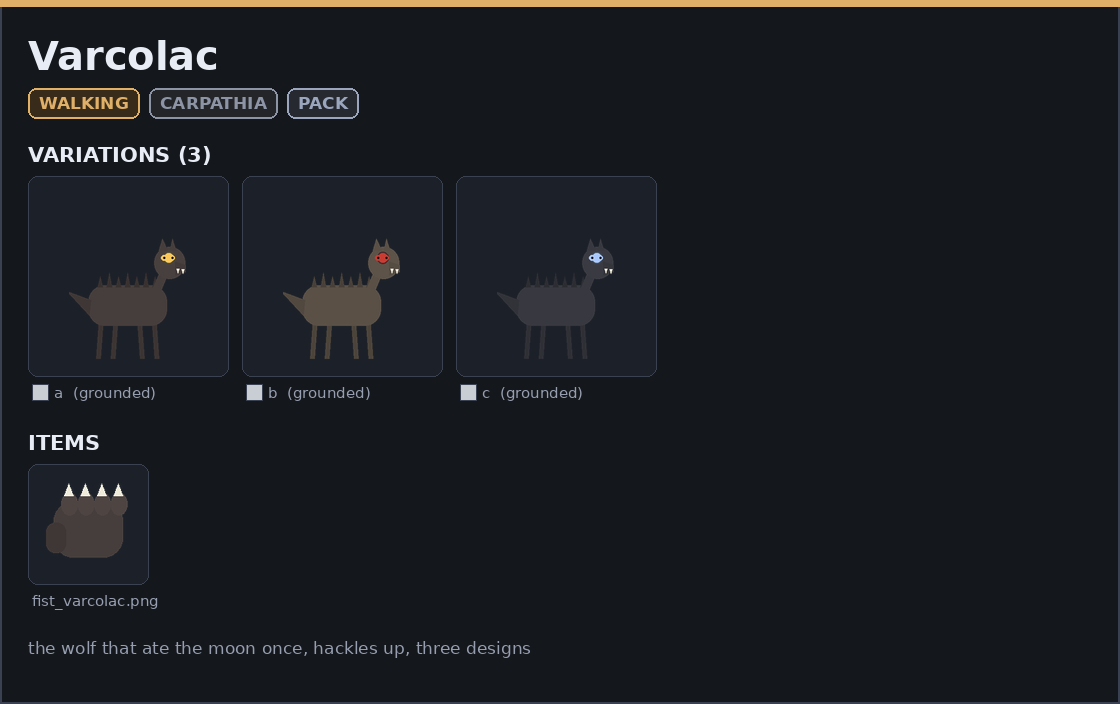 Varcolac
WALKING CARPATHIA PACK
VARIATIONS (3)
a (grounded) b (grounded) c (grounded)
ITEMS
fist_varcolac.png
the wolf that ate the moon once, hackles up, three designs